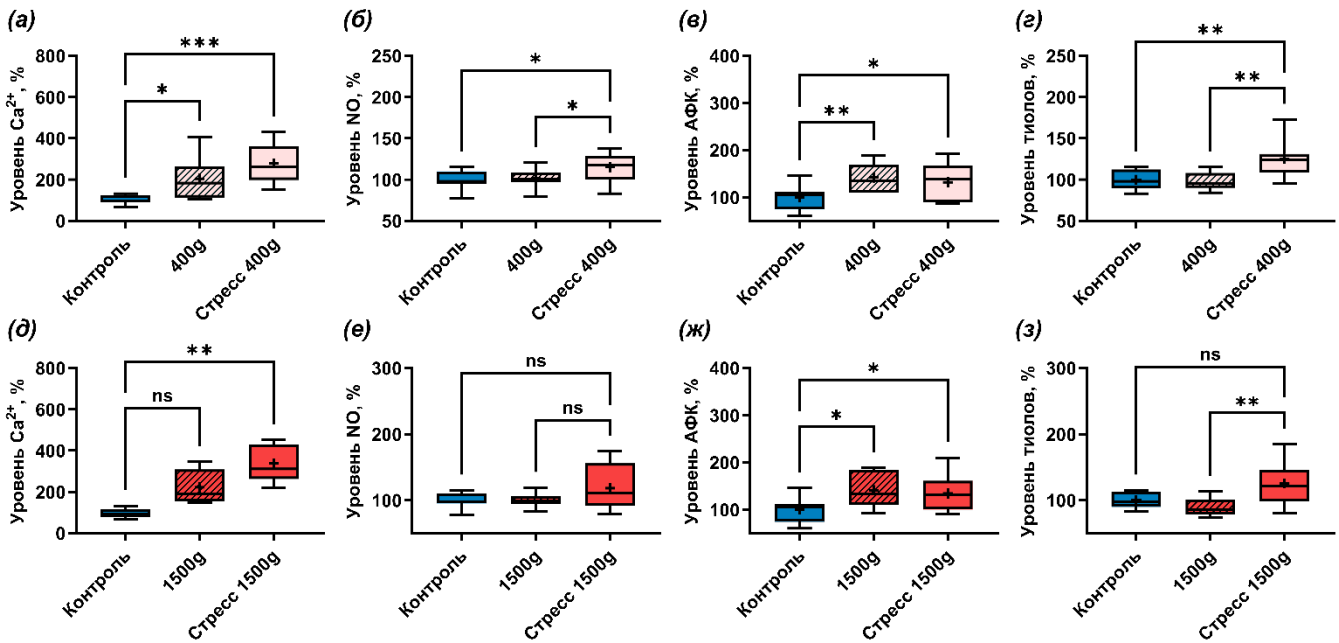 (а)
Уровень Ca²⁺, %
800
600
400
200
0
***
*
Контроль
400g
Стресс 400g
(б)
Уровень NO, %
250
200
150
100
50
*
*
Контроль
400g
Стресс 400g
(в)
Уровень АФК, %
400
300
200
100
*
**
Контроль
400g
Стресс 400g
(г)
Уровень тиолов, %
250
200
150
100
50
**
**
Контроль
400g
Стресс 400g
(д)
Уровень Ca²⁺, %
800
600
400
200
0
**
ns
Контроль
1500g
Стресс 1500g
(е)
Уровень NO, %
300
200
100
ns
ns
Контроль
1500g
Стресс 1500g
(ж)
Уровень АФК, %
400
300
200
100
*
*
Контроль
1500g
Стресс 1500g
(з)
Уровень тиолов, %
300
200
100
ns
**
Контроль
1500g
Стресс 1500g